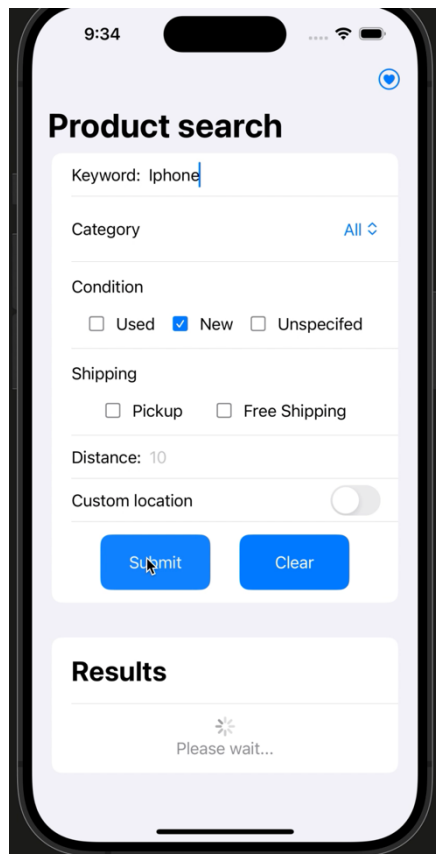 9:34
Product search
Keyword: Iphone
Category All
Condition
Used New Unspecifed
Shipping
Pickup Free Shipping
Distance: 10
Custom location
Submit Clear
Results
Please wait...